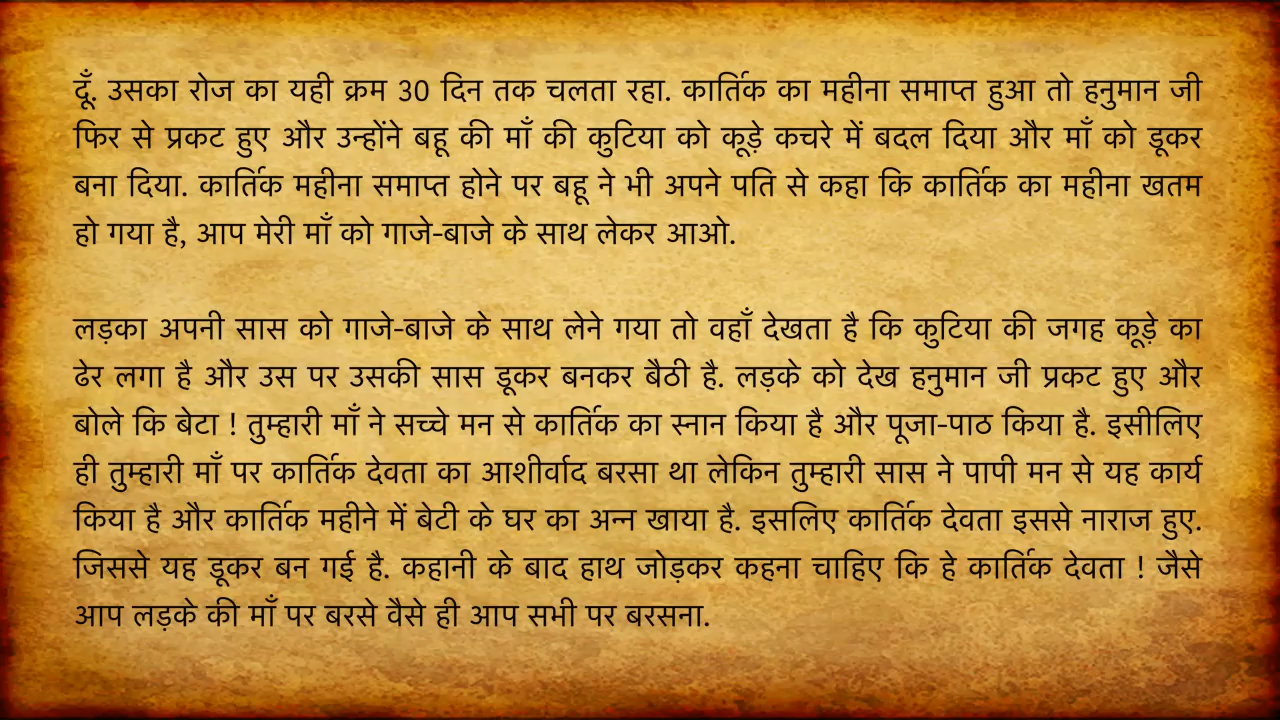 दूँ. उसका रोज का यही क्रम 30 दिन तक चलता रहा. कार्तिक का महीना समाप्त हुआ तो हनुमान जी
फिर से प्रकट हुए और उन्होंने बहू की माँ की कुटिया को कूड़े कचरे में बदल दिया और माँ को डूकर
बना दिया. कार्तिक महीना समाप्त होने पर बहू ने भी अपने पति से कहा कि कार्तिक का महीना खतम
हो गया है, आप मेरी माँ को गाजे-बाजे के साथ लेकर आओ.
लड़का अपनी सास को गाजे-बाजे के साथ लेने गया तो वहाँ देखता है कि कुटिया की जगह कूड़े का
ढेर लगा है और उस पर उसकी सास डूकर बनकर बैठी है. लड़के को देख हनुमान जी प्रकट हुए और
बोले कि बेटा ! तुम्हारी माँ ने सच्चे मन से कार्तिक का स्नान किया है और पूजा-पाठ किया है. इसीलिए
ही तुम्हारी माँ पर कार्तिक देवता का आशीर्वाद बरसा था लेकिन तुम्हारी सास ने पापी मन से यह कार्य
किया है और कार्तिक महीने में बेटी के घर का अन्न खाया है. इसलिए कार्तिक देवता इससे नाराज हुए.
जिससे यह डूकर बन गई है. कहानी के बाद हाथ जोड़कर कहना चाहिए कि हे कार्तिक देवता ! जैसे
आप लड़के की माँ पर बरसे वैसे ही आप सभी पर बरसना.